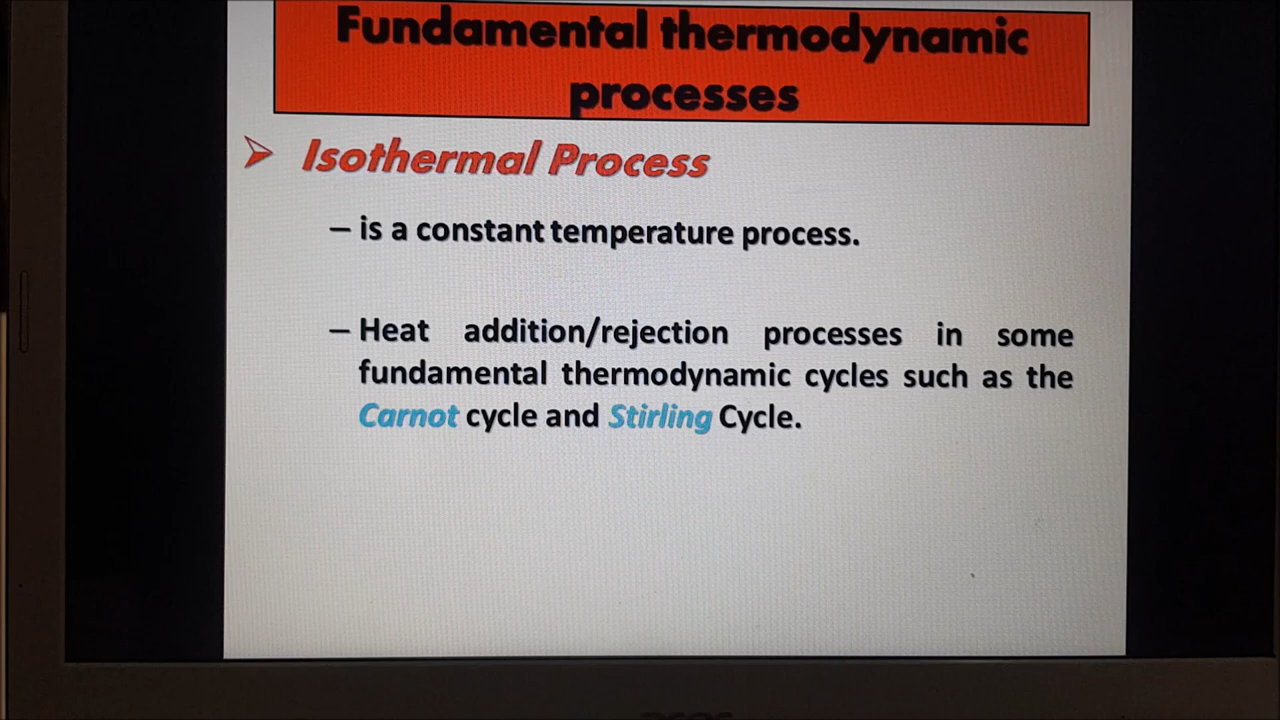 Fundamental thermodynamic
processes
Isothermal Process
– is a constant temperature process.
– Heat addition/rejection processes in some
fundamental thermodynamic cycles such as the
Carnot cycle and Stirling Cycle.